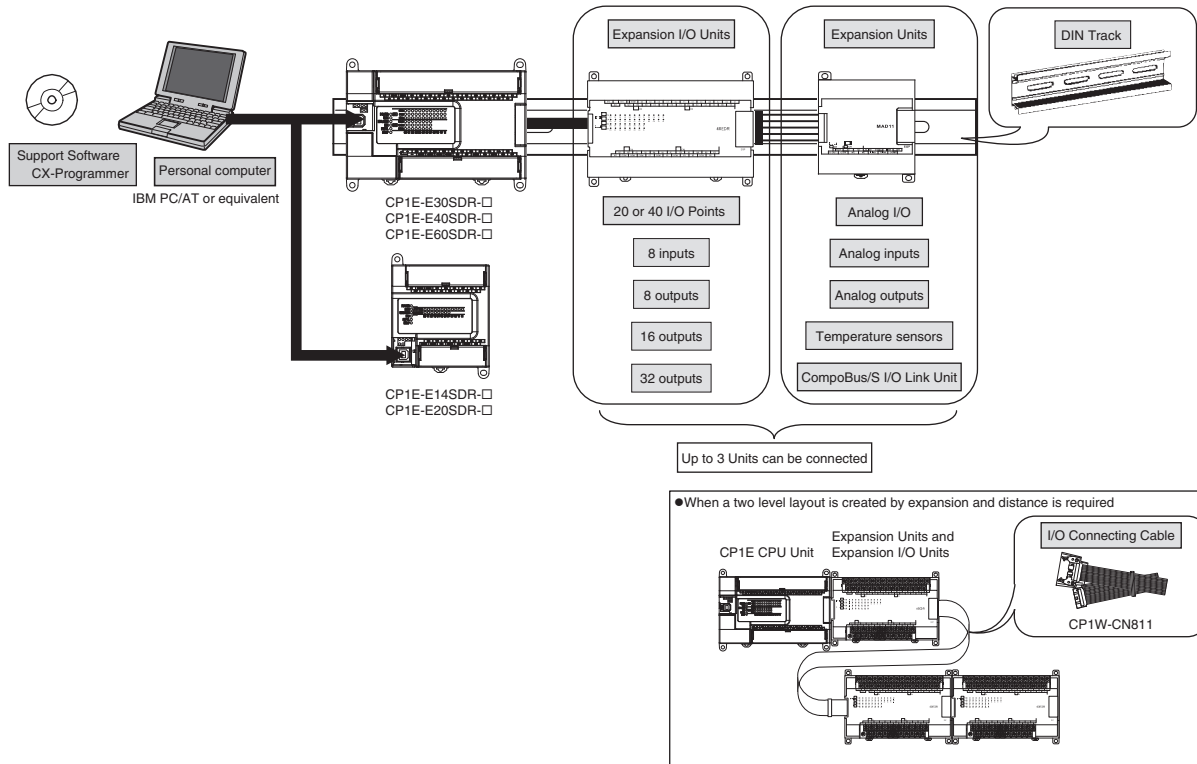 Expansion I/O Units
Expansion Units
DIN Track
40EDR
MAD11
Support Software
CX-Programmer
Personal computer
IBM PC/AT or equivalent
CP1E-E30SDR-□
CP1E-E40SDR-□
CP1E-E60SDR-□
20 or 40 I/O Points
8 inputs
8 outputs
16 outputs
32 outputs
Analog I/O
Analog inputs
Analog outputs
Temperature sensors
CompoBus/S I/O Link Unit
CP1E-E14SDR-□
CP1E-E20SDR-□
Up to 3 Units can be connected
●When a two level layout is created by expansion and distance is required
CP1E CPU Unit
Expansion Units and
Expansion I/O Units
I/O Connecting Cable
CP1W-CN811